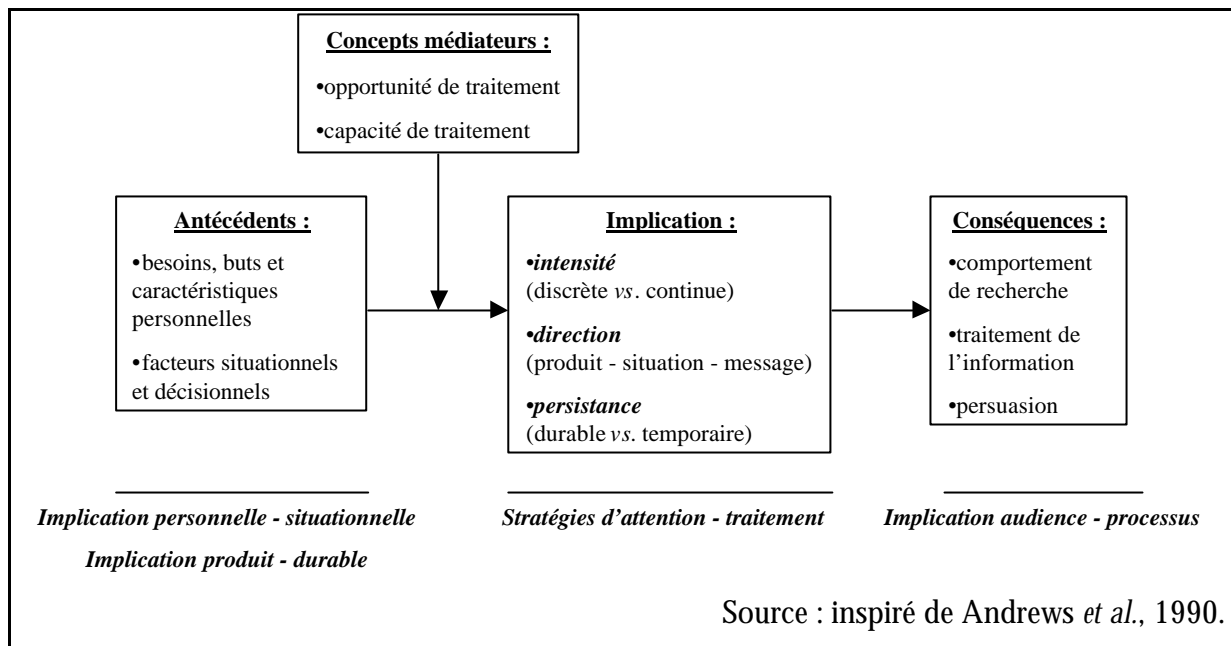 Concepts médiateurs :
•opportunité de traitement
•capacité de traitement
Antécédents :
•besoins, buts et
caractéristiques
personnelles
•facteurs situationnels
et décisionnels
Implication :
•intensité
(discrète vs. continue)
•direction
(produit - situation - message)
•persistance
(durable vs. temporaire)
Conséquences :
•comportement
de recherche
•traitement de
l’information
•persuasion
Implication personnelle - situationnelle
Implication produit - durable
Stratégies d’attention - traitement
Implication audience - processus
Source : inspiré de Andrews et al., 1990.